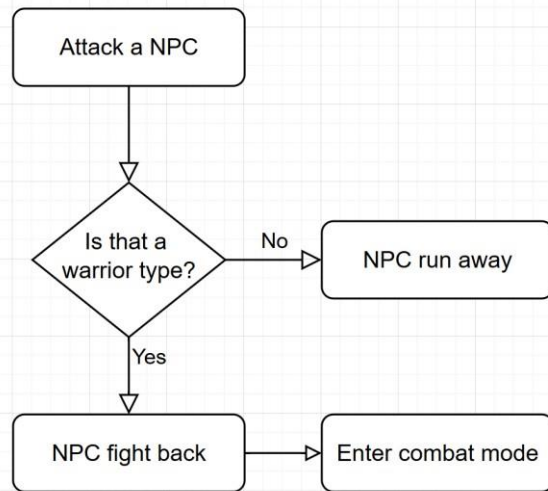 Attack a NPC
Is that a
warrior type?
No
NPC run away
Yes
NPC fight back
Enter combat mode